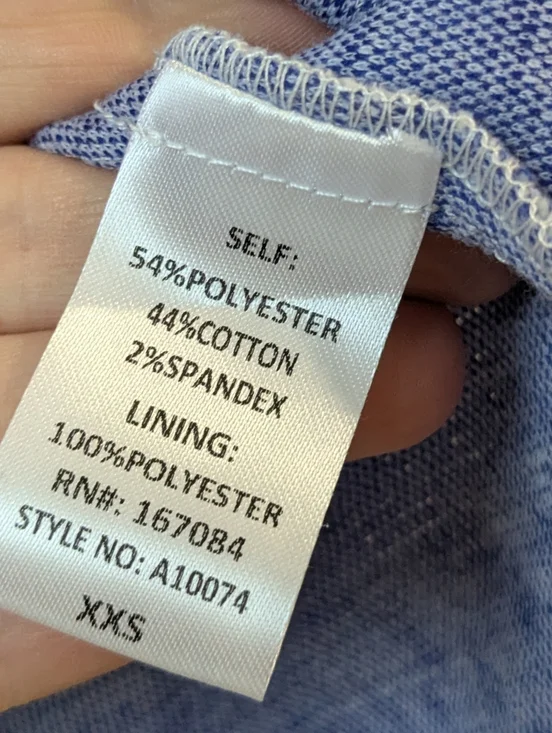 SELF:
54%POLYESTER
44%COTTON
2%SPANDEX
LINING:
100%POLYESTER
RN#: 167084
STYLE NO: A10074
XXS